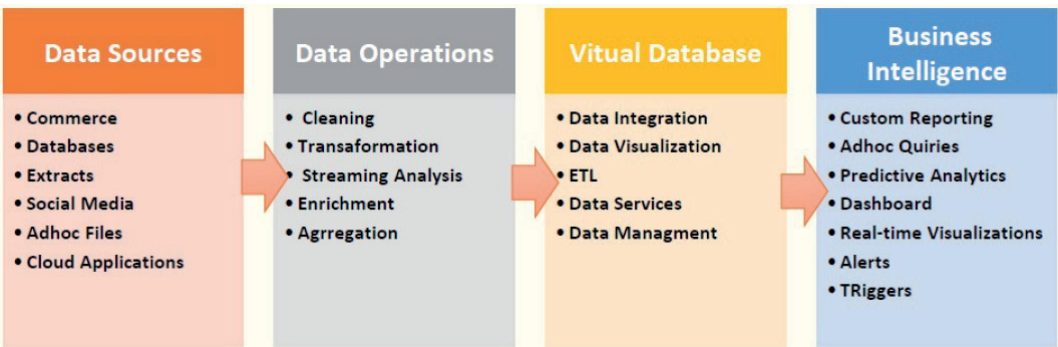 Data Sources
• Commerce
• Databases
• Extracts
• Social Media
• Adhoc Files
• Cloud Applications
Data Operations
• Cleaning
• Transaformation
• Streaming Analysis
• Enrichment
• Agrregation
Vitual Database
• Data Integration
• Data Visualization
• ETL
• Data Services
• Data Managment
Business
Intelligence
• Custom Reporting
• Adhoc Quiries
• Predictive Analytics
• Dashboard
• Real-time Visualizations
• Alerts
• TRiggers